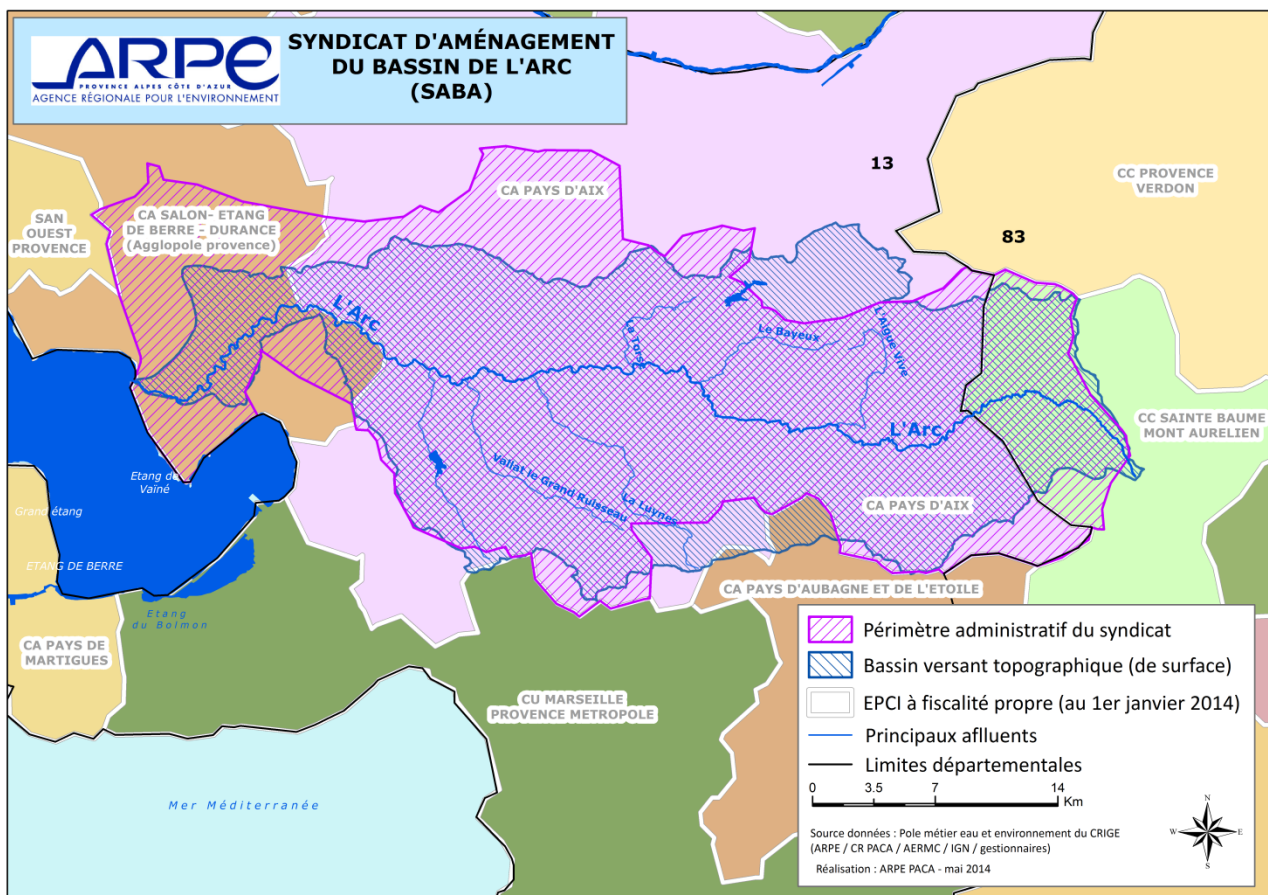 ARPE
PROVENCE ALPES CÔTE D'AZUR
AGENCE RÉGIONALE POUR L'ENVIRONNEMENT
SYNDICAT D'AMÉNAGEMENT
DU BASSIN DE L'ARC
(SABA)
13
CC PROVENCE
VERDON
CA PAYS D'AIX
SAN
OUEST
PROVENCE
CA SALON- ETANG
DE BERRE - DURANCE
(Agglopole provence)
83
L'Arc
La Torse
Le Bayeux
L'Aigue Vive
L'Arc
CC SAINTE BAUME
MONT AURELIEN
Etang de
Vaïné
Grand étang
Vallat le Grand Ruisseau
La Luynes
CA PAYS D'AIX
ETANG DE BERRE
Etang
du Bolmon
CA PAYS D'AUBAGNE ET DE L'ETOILE
CA PAYS DE
MARTIGUES
CU MARSEILLE
PROVENCE METROPOLE
Mer Méditerranée
Périmètre administratif du syndicat
Bassin versant topographique (de surface)
EPCI à fiscalité propre (au 1er janvier 2014)
Principaux aflluents
Limites départementales
0 3.5 7 14
Km
Source données : Pole métier eau et environnement du CRIGE
(ARPE / CR PACA / AERMC / IGN / gestionnaires)
Réalisation : ARPE PACA - mai 2014
N
W E
S